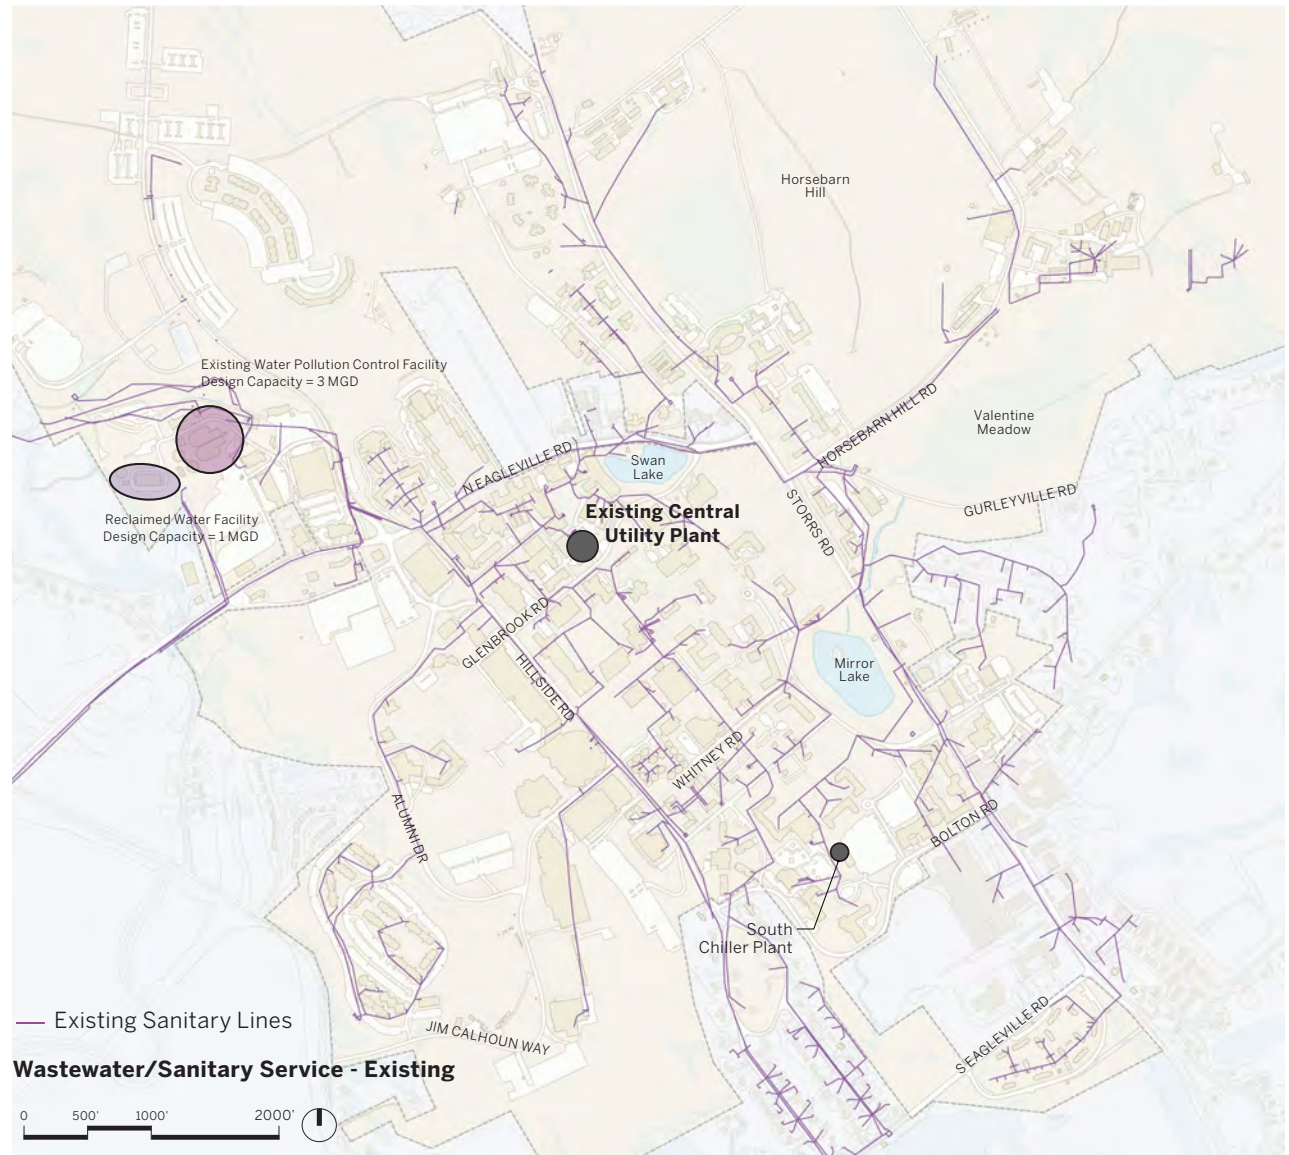 Horsebarn
Hill
Existing Water Pollution Control Facility
Design Capacity = 3 MGD
HORSEBARN HILL RD
Valentine
Meadow
N EAGLEVILLE RD
Swan
Lake
GURLEYVILLE RD
STORRS RD
Existing Central
Utility Plant
Reclaimed Water Facility
Design Capacity = 1 MGD
GLENBROOK RD
HILLSIDE RD
Mirror
Lake
WHITNEY RD
ALUMNI DR
BOLTON RD
South
Chiller Plant
S EAGLEVILLE RD
JIM CALHOUN WAY
Existing Sanitary Lines
Wastewater/Sanitary Service - Existing
0 500' 1000' 2000'